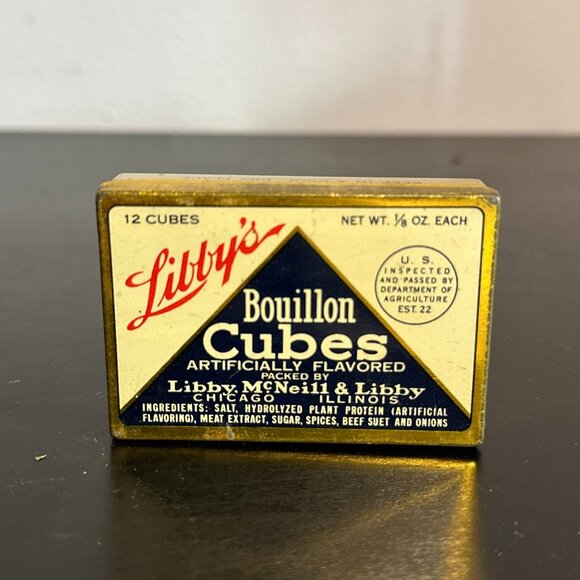 12 CUBES
NET WT. 1/8 OZ. EACH
Libby's
U. S.
INSPECTED
AND PASSED BY
DEPARTMENT OF
AGRICULTURE
EST. 22
Bouillon
Cubes
ARTIFICIALLY FLAVORED
PACKED BY
Libby, McNeill & Libby
CHICAGO ILLINOIS
INGREDIENTS: SALT, HYDROLYZED PLANT PROTEIN (ARTIFICIAL
FLAVORING), MEAT EXTRACT, SUGAR, SPICES, BEEF SUET AND ONIONS